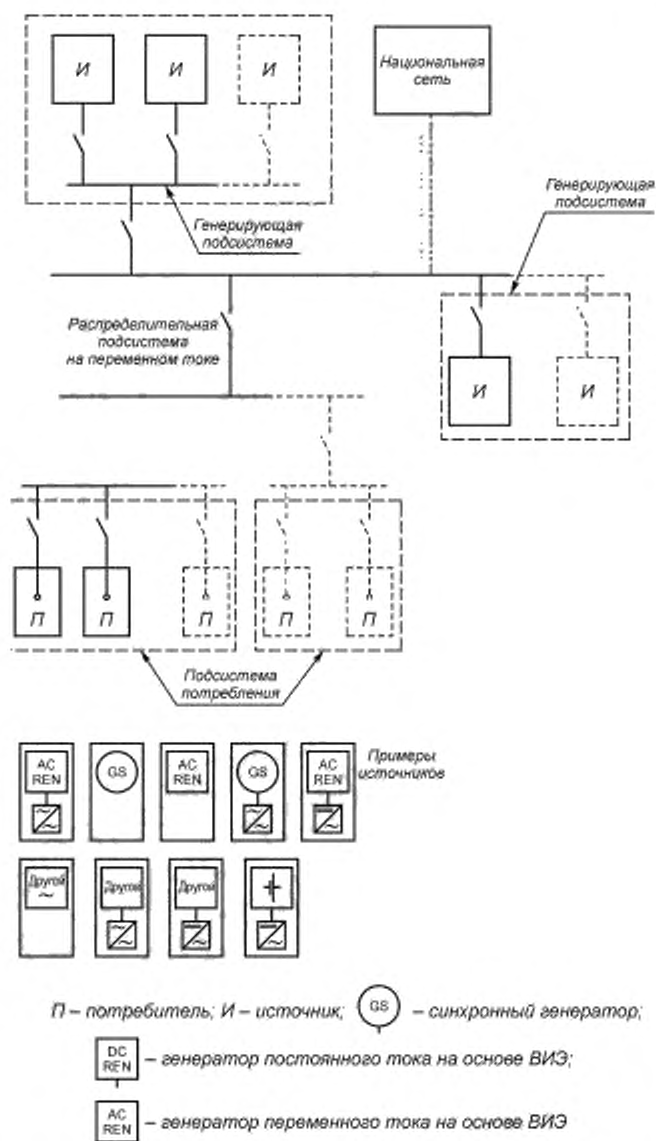 И И И
Национальная
сеть
Генерирующая
подсистема
Генерирующая
подсистема
Распределительная
подсистема
на переменном токе
И И
П П П П П
Подсистема
потребления
AC
REN
GS
AC
REN
GS
AC
REN
Примеры
источников
Другой
~
Другой
Другой
П – потребитель; И – источник; GS – синхронный генератор;
DC
REN – генератор постоянного тока на основе ВИЭ;
AC
REN – генератор переменного тока на основе ВИЭ